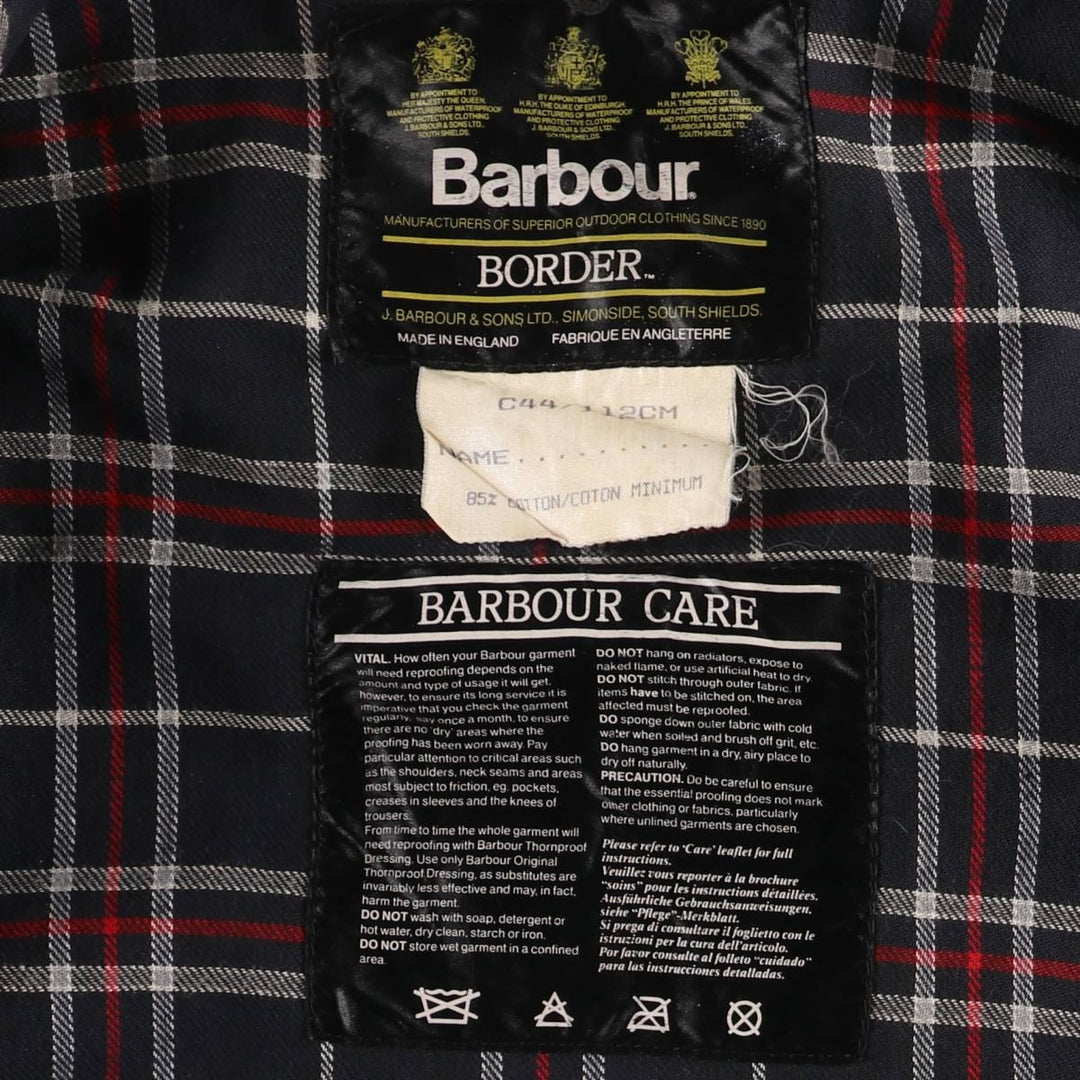 BY APPOINTMENT TO
HER MAJESTY THE QUEEN.
MANUFACTURERS OF WATERPROOF
AND PROTECTIVE CLOTHING
J. BARBOUR & SONS LTD.,
SOUTH SHIELDS.
BY APPOINTMENT TO
H.R.H. THE DUKE OF EDINBURGH.
MANUFACTURERS OF WATERPROOF
AND PROTECTIVE CLOTHING
J. BARBOUR & SONS LTD.,
SOUTH SHIELDS.
BY APPOINTMENT TO
H.R.H. THE PRINCE OF WALES.
MANUFACTURERS OF WATERPROOF
AND PROTECTIVE CLOTHING
J. BARBOUR & SONS LTD.,
SOUTH SHIELDS.
Barbour®
MANUFACTURERS OF SUPERIOR OUTDOOR CLOTHING SINCE 1890
BORDER™
J. BARBOUR & SONS LTD., SIMONSIDE, SOUTH SHIELDS.
MADE IN ENGLAND FABRIQUE EN ANGLETERRE
C44/112CM
NAME..........
85% COTTON/COTON MINIMUM
BARBOUR CARE
VITAL. How often your Barbour garment
will need reproofing depends on the
amount and type of usage it will get,
however, to ensure its long service it is
imperative that you check the garment
regularly, say once a month, to ensure
there are no 'dry' areas where the
proofing has been worn away. Pay
particular attention to critical areas such
as the shoulders, neck seams and areas
most subject to friction, eg. pockets,
creases in sleeves and the knees of
trousers.
From time to time the whole garment will
need reproofing with Barbour Thornproof
Dressing. Use only Barbour Original
Thornproof Dressing, as substitutes are
invariably less effective and may, in fact,
harm the garment.
DO NOT wash with soap, detergent or
hot water, dry clean, starch or iron.
DO NOT store wet garment in a confined
area.
DO NOT hang on radiators, expose to
naked flame, or use artificial heat to dry.
DO NOT stitch through outer fabric. If
items have to be stitched on, the area
affected must be reproofed.
DO sponge down outer fabric with cold
water when soiled and brush off grit, etc.
DO hang garment in a dry, airy place to
dry off naturally.
PRECAUTION. Do be careful to ensure
that the essential proofing does not mark
other clothing or fabrics, particularly
where unlined garments are chosen.
Please refer to 'Care' leaflet for full
instructions.
Veuillez vous reporter à la brochure
"soins" pour les instructions détaillées.
Ausführliche Gebrauchsanweisungen,
siehe "Pflege"-Merkblatt.
Si prega di consultare il foglietto con le
istruzioni per la cura dell'articolo.
Por favor consulte al folleto "cuidado"
para las instrucciones detalladas.